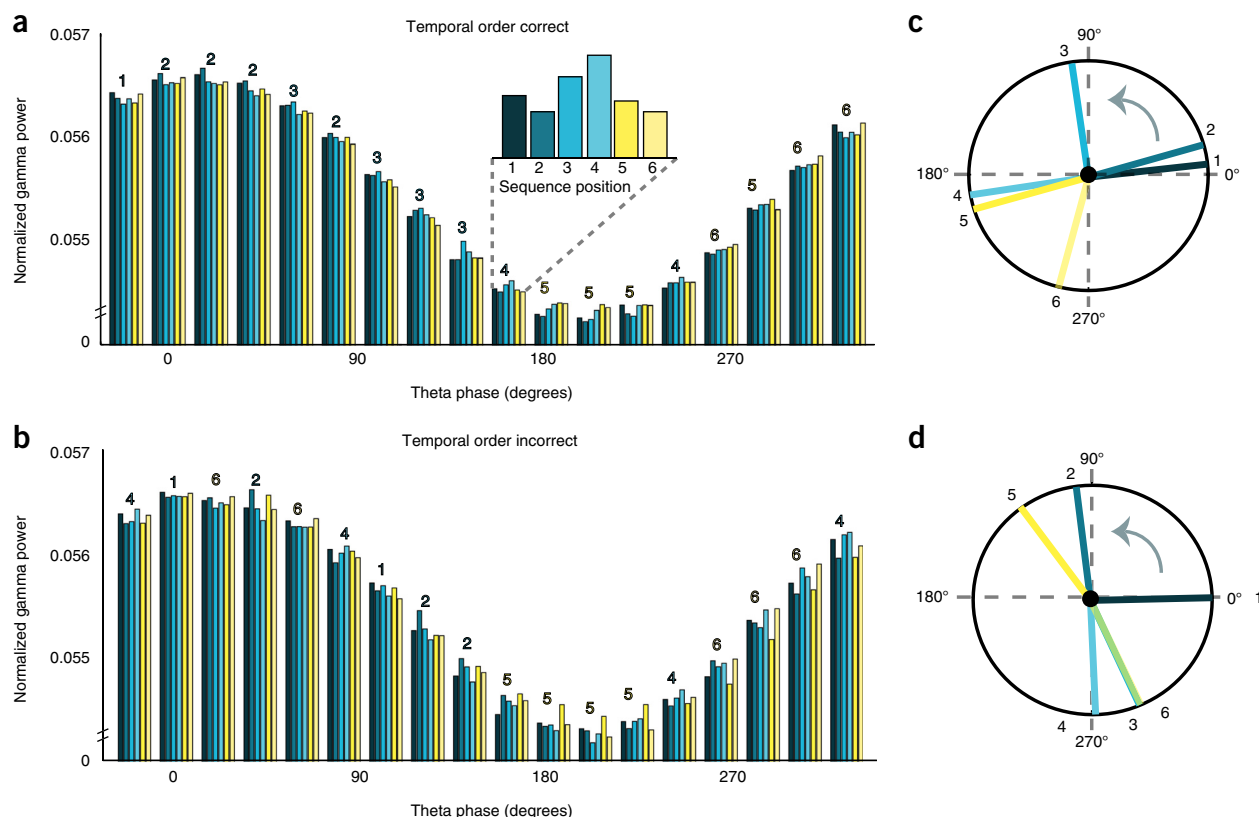 a
Temporal order correct
0.057
0.056
0.055
0
Normalized gamma power
1 2 2 2 3 2 3 3 3 4 5 5 5 4 6 5 6 6
1 2 3 4 5 6
Sequence position
0 90 180 270
Theta phase (degrees)
c
90°
3
2
1
0°
180°
4
5
6
270°
b
Temporal order incorrect
0.057
0.056
0.055
0
Normalized gamma power
4 1 6 2 6 4 1 2 2 5 5 5 5 4 6 6 6 4
0 90 180 270
Theta phase (degrees)
d
90°
2
5
180°
0° 1
4
3
6
270°